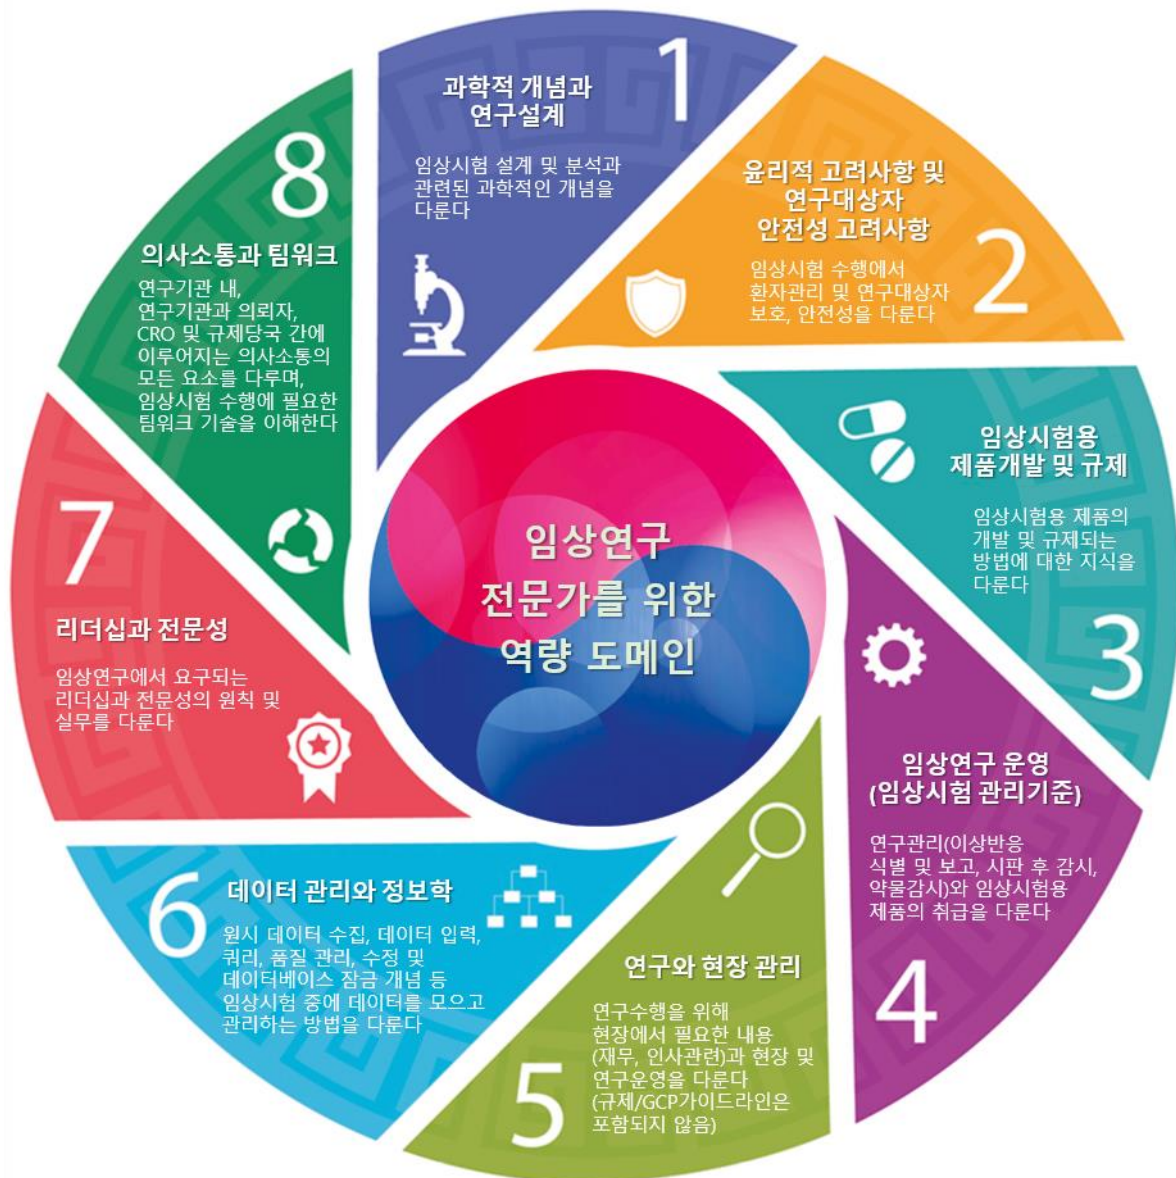 임상연구
전문가를 위한
역량 도메인
1
과학적 개념과
연구설계
임상시험 설계 및 분석과
관련된 과학적인 개념을
다룬다
2
윤리적 고려사항 및
연구대상자
안전성 고려사항
임상시험 수행에서
환자관리 및 연구대상자
보호, 안전성을 다룬다
3
임상시험용
제품개발 및 규제
임상시험용 제품의
개발 및 규제되는
방법에 대한 지식을
다룬다
4
임상연구 운영
(임상시험 관리기준)
연구관리(이상반응
식별 및 보고, 시판 후 감시,
약물감시)와 임상시험용
제품의 취급을 다룬다
5
연구와 현장 관리
연구수행을 위해
현장에서 필요한 내용
(재무, 인사관련)과 현장 및
연구운영을 다룬다
(규제/GCP가이드라인은
포함되지 않음)
6
데이터 관리와 정보학
원시 데이터 수집, 데이터 입력,
쿼리, 품질 관리, 수정 및
데이터베이스 잠금 개념 등
임상시험 중에 데이터를 모으고
관리하는 방법을 다룬다
7
리더십과 전문성
임상연구에서 요구되는
리더십과 전문성의 원칙 및
실무를 다룬다
8
의사소통과 팀워크
연구기관 내,
연구기관과 의뢰자,
CRO 및 규제당국 간에
이루어지는 의사소통의
모든 요소를 다루며,
임상시험 수행에 필요한
팀워크 기술을 이해한다